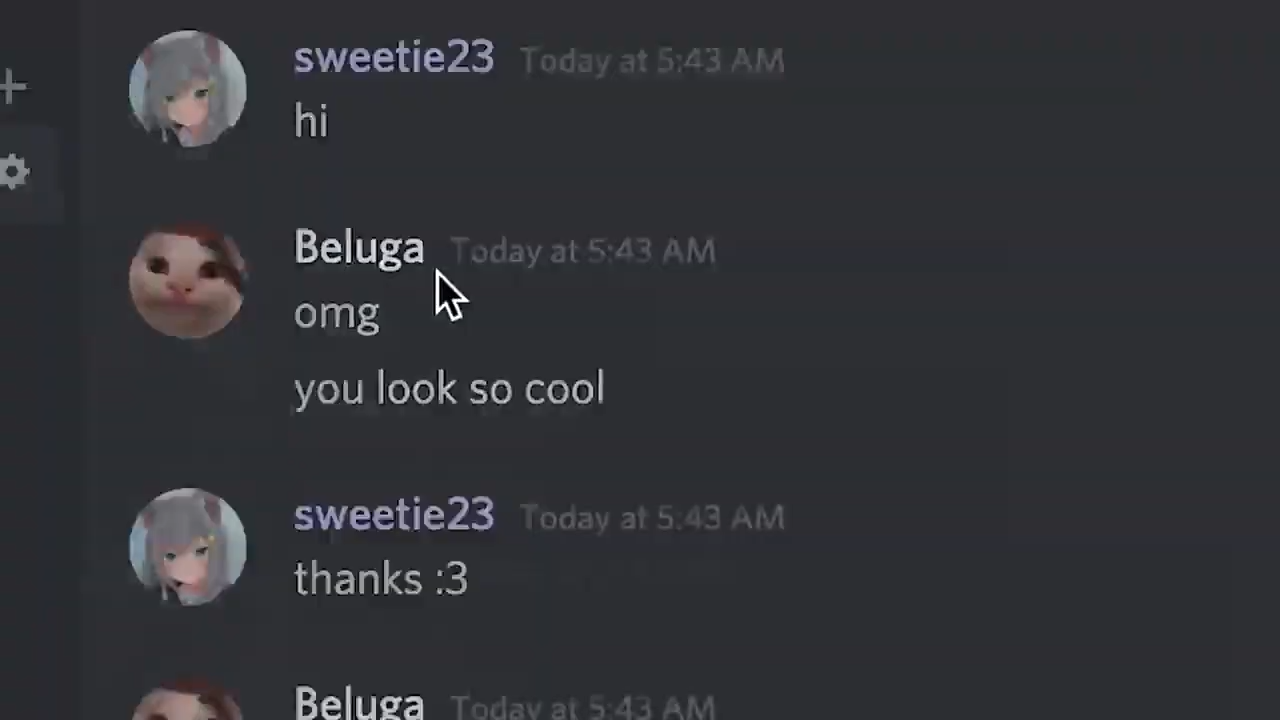 sweetie23 Today at 5:43 AM
hi
Beluga Today at 5:43 AM
omg
you look so cool
sweetie23 Today at 5:43 AM
thanks :3
Beluga Today at 5:43 AM